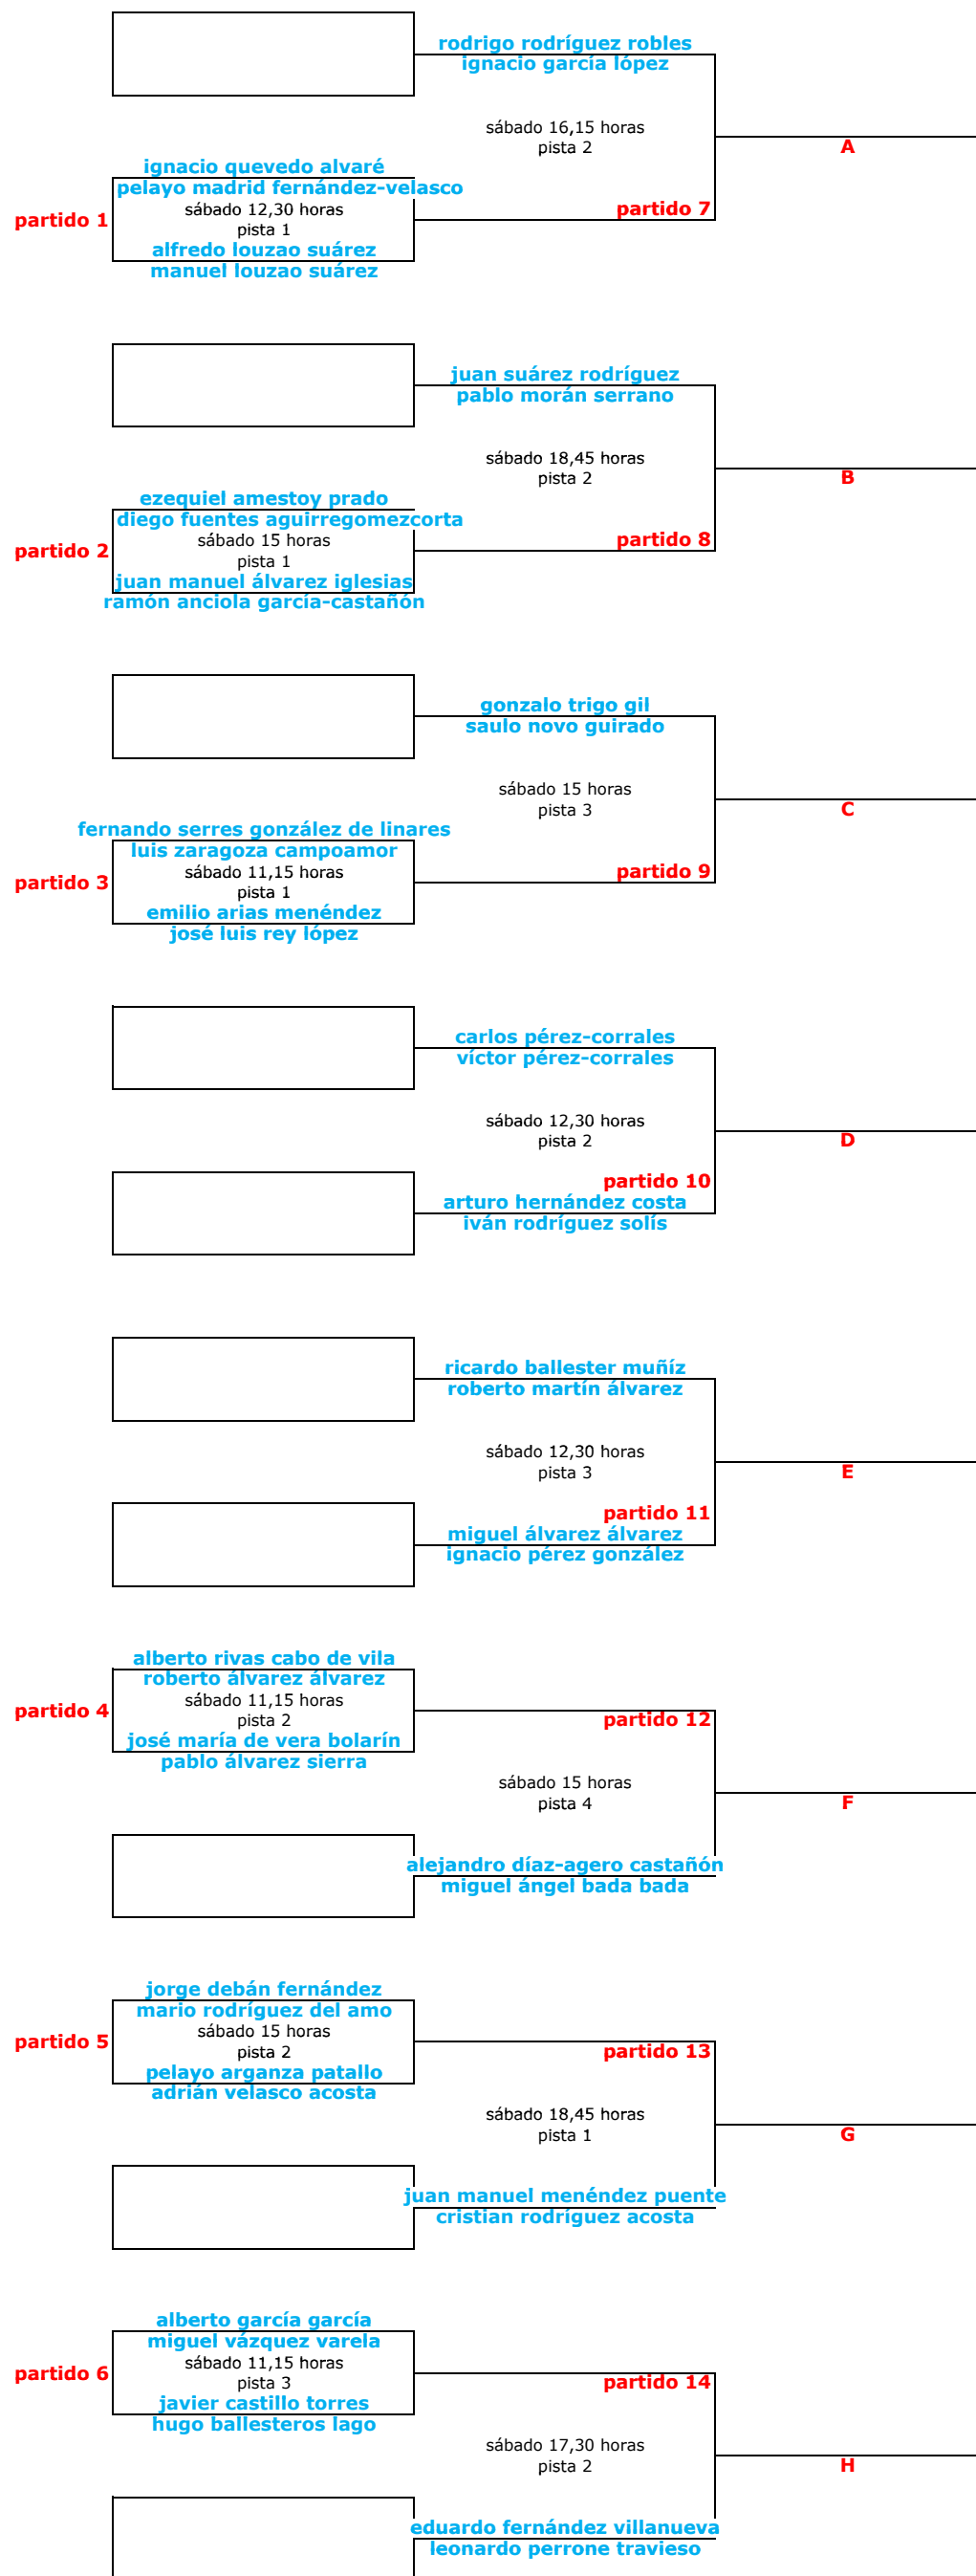 rodrigo rodríguez robles
ignacio garcía lópez
sábado 16,15 horas
pista 2
A
ignacio quevedo alvaré
pelayo madrid fernández-velasco
partido 7
sábado 12,30 horas
partido 1
pista 1
alfredo louzao suárez
manuel louzao suárez
juan suárez rodríguez
pablo morán serrano
sábado 18,45 horas
pista 2
B
ezequiel amestoy prado
diego fuentes aguirregomezcorta
partido 8
sábado 15 horas
partido 2
pista 1
juan manuel álvarez iglesias
ramón anciola garcía-castañón
gonzalo trigo gil
saulo novo guirado
sábado 15 horas
pista 3
C
fernando serres gonzález de linares
luis zaragoza campoamor
partido 9
sábado 11,15 horas
partido 3
pista 1
emilio arias menéndez
josé luis rey lópez
carlos pérez-corrales
víctor pérez-corrales
sábado 12,30 horas
pista 2
D
partido 10
arturo hernández costa
iván rodríguez solís
ricardo ballester muñíz
roberto martín álvarez
sábado 12,30 horas
pista 3
E
partido 11
miguel álvarez álvarez
ignacio pérez gonzález
alberto rivas cabo de vila
roberto álvarez álvarez
sábado 11,15 horas
partido 4
pista 2
partido 12
josé maría de vera bolarín
pablo álvarez sierra
sábado 15 horas
pista 4
F
alejandro díaz-agero castañón
miguel ángel bada bada
jorge debán fernández
mario rodríguez del amo
sábado 15 horas
partido 5
pista 2
partido 13
pelayo arganza patallo
adrián velasco acosta
sábado 18,45 horas
pista 1
G
juan manuel menéndez puente
cristian rodríguez acosta
alberto garcía garcía
miguel vázquez varela
sábado 11,15 horas
partido 6
pista 3
partido 14
javier castillo torres
hugo ballesteros lago
sábado 17,30 horas
pista 2
H
eduardo fernández villanueva
leonardo perrone travieso